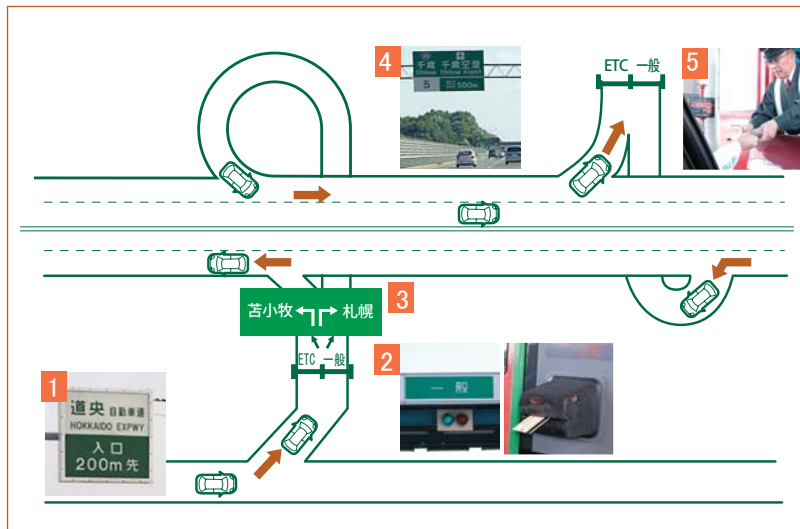 4
千歳 千歳空港
Chitose Chitose Airport
5
500m
ETC 一般
5
苫小牧
札幌
3
ETC 一般
1
道央 自動車道
HOKKAIDO EXPWY
入口
200m 先
2
一般